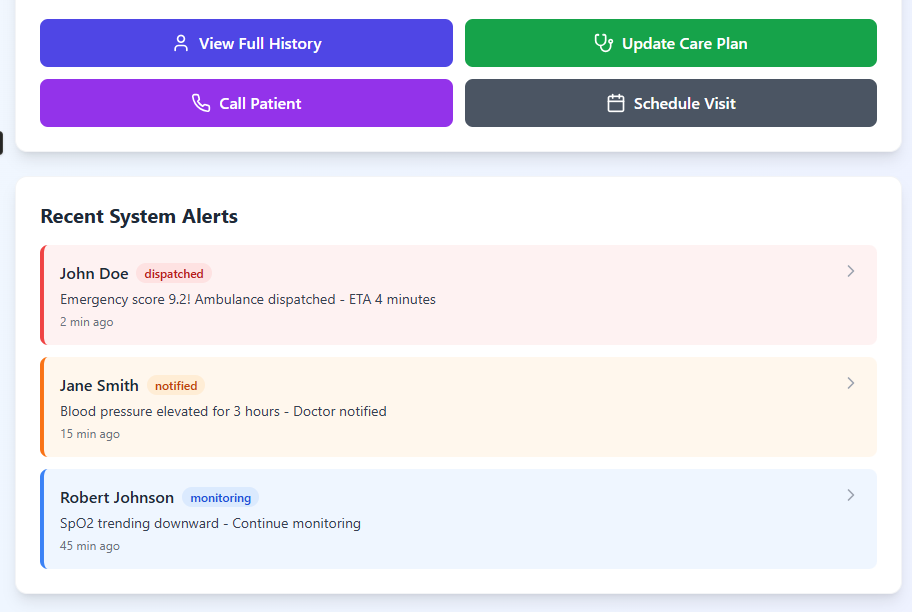 View Full History
Update Care Plan
Call Patient
Schedule Visit
Recent System Alerts
John Doe dispatched
Emergency score 9.2! Ambulance dispatched - ETA 4 minutes
2 min ago
Jane Smith notified
Blood pressure elevated for 3 hours - Doctor notified
15 min ago
Robert Johnson monitoring
SpO2 trending downward - Continue monitoring
45 min ago